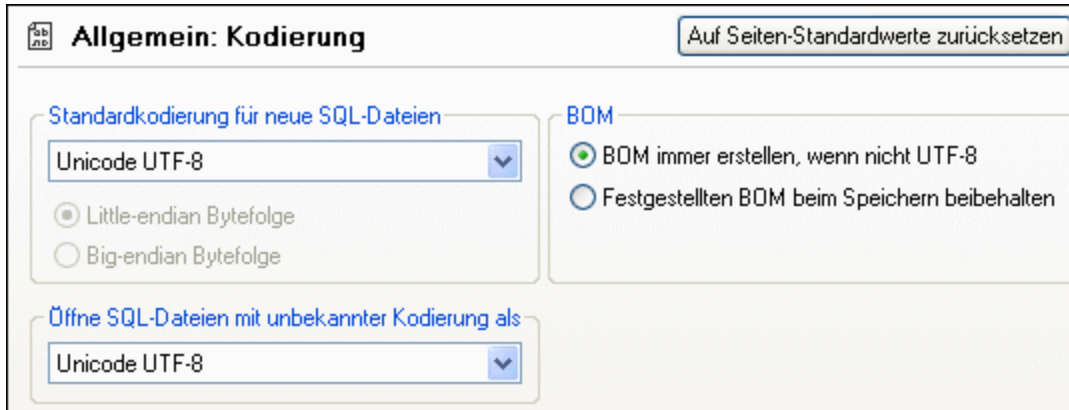 Allgemein: Kodierung
Auf Seiten-Standardwerte zurücksetzen
Standardkodierung für neue SQL-Dateien
Unicode UTF-8
Little-endian Bytefolge
Big-endian Bytefolge
BOM
BOM immer erstellen, wenn nicht UTF-8
Festgestellten BOM beim Speichern beibehalten
Öffne SQL-Dateien mit unbekannter Kodierung als
Unicode UTF-8